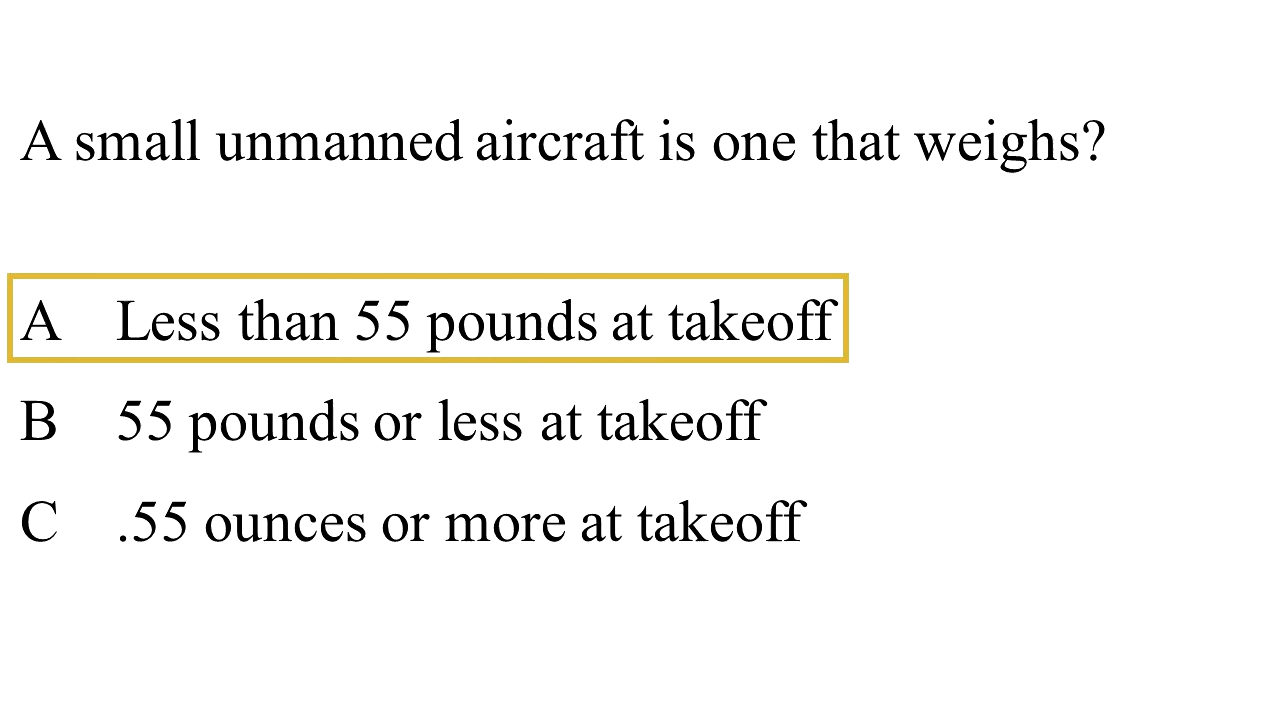 A small unmanned aircraft is one that weighs?
A Less than 55 pounds at takeoff
B 55 pounds or less at takeoff
C .55 ounces or more at takeoff